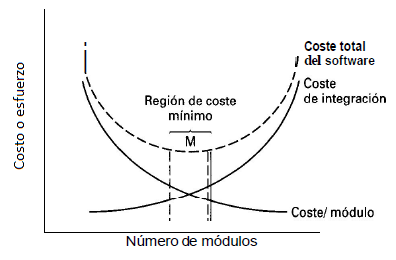 Coste total
del software
Coste
de integración
Región de coste
mínimo
M
Coste/ módulo
Costo o esfuerzo
Número de módulos